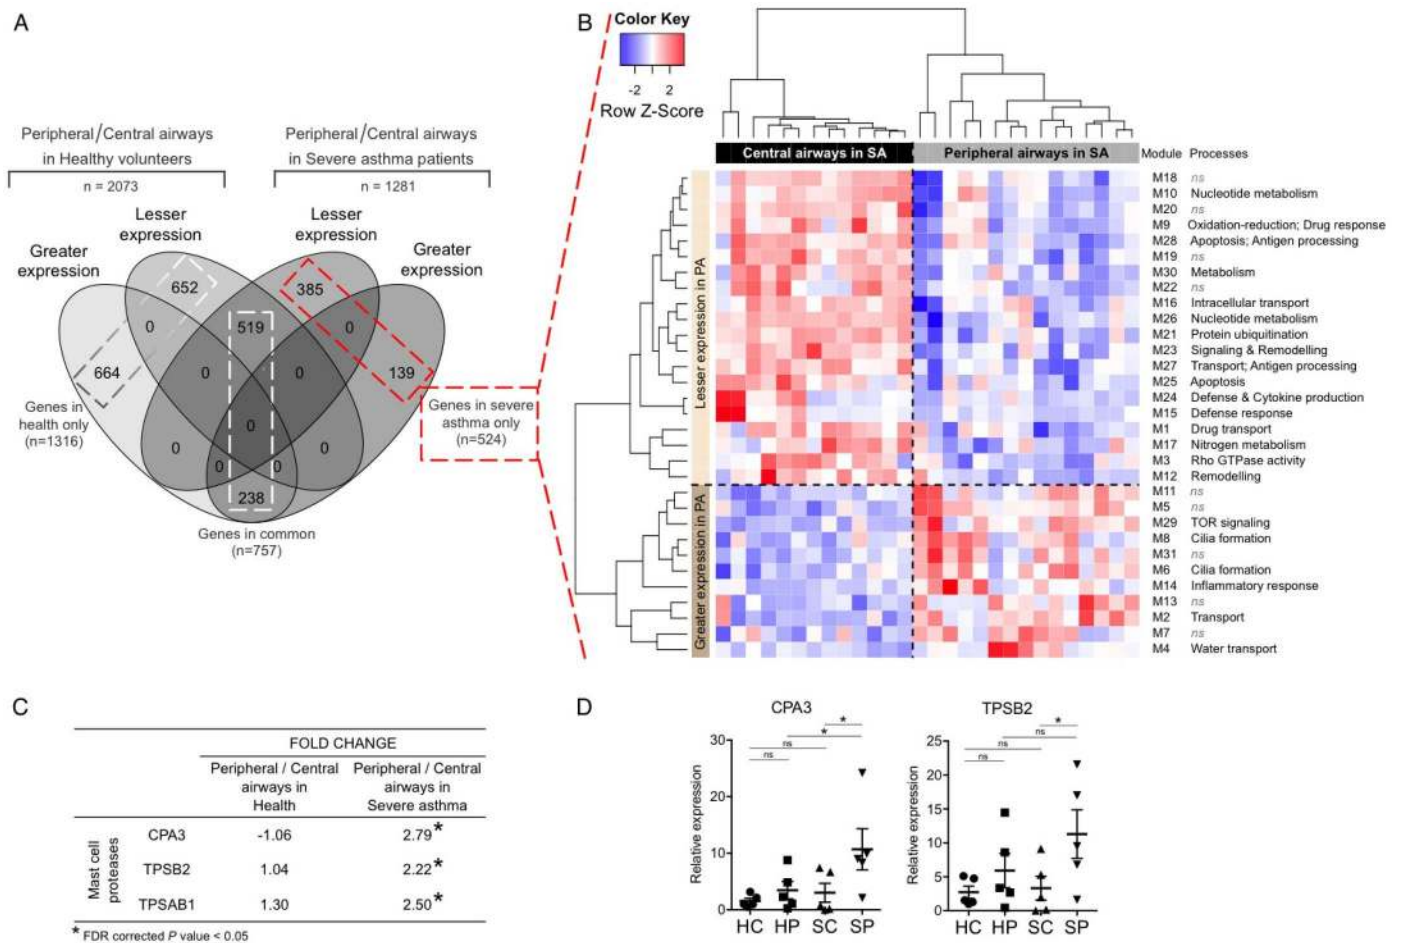 A
Peripheral/Central airways
in Healthy volunteers
n = 2073
Peripheral/Central airways
in Severe asthma patients
n = 1281
Lesser
expression
Lesser
expression
Greater
expression
Greater
expression
652
385
0
519
0
664
0
0
139
Genes in
health only
(n=1316)
0
0
0
0
0
238
Genes in severe
asthma only
(n=524)
Genes in common
(n=757)
B
Color Key
-2 2
Row Z-Score
Central airways in SA
Peripheral airways in SA
Module Processes
Lesser expression in PA
Greater expression in PA
M18 ns
M10 Nucleotide metabolism
M20 ns
M9 Oxidation-reduction; Drug response
M28 Apoptosis; Antigen processing
M19 ns
M30 Metabolism
M22 ns
M16 Intracellular transport
M26 Nucleotide metabolism
M21 Protein ubiquitination
M23 Signaling & Remodelling
M27 Transport; Antigen processing
M25 Apoptosis
M24 Defense & Cytokine production
M15 Defense response
M1 Drug transport
M17 Nitrogen metabolism
M3 Rho GTPase activity
M12 Remodelling
M11 ns
M5 ns
M29 TOR signaling
M8 Cilia formation
M31 ns
M6 Cilia formation
M14 Inflammatory response
M13 ns
M2 Transport
M7 ns
M4 Water transport
C
FOLD CHANGE
Peripheral / Central
airways in
Health
Peripheral / Central
airways in
Severe asthma
Mast cell
proteases
CPA3 -1.06 2.79*
TPSB2 1.04 2.22*
TPSAB1 1.30 2.50*
* FDR corrected P value < 0.05
D
CPA3
*
*
ns
ns
Relative expression
30
20
10
0
HC HP SC SP
TPSB2
*
ns
ns
ns
Relative expression
25
20
15
10
5
0
HC HP SC SP